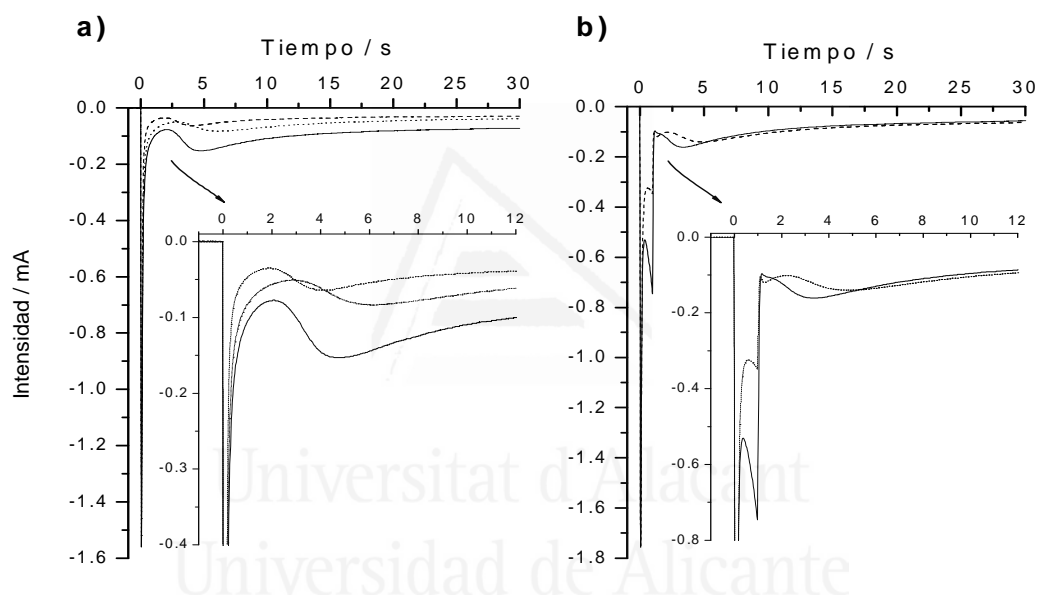 a)
Tiempo / s
0 5 10 15 20 25 30
0.0
-0.2
-0.4
-0.6
-0.8
-1.0
-1.2
-1.4
-1.6
Intensidad / mA
0 2 4 6 8 10 12
0.0
-0.1
-0.2
-0.3
-0.4
b)
Tiempo / s
0 5 10 15 20 25 30
0.0
-0.2
-0.4
-0.6
-0.8
-1.0
-1.2
-1.4
-1.6
-1.8
0 2 4 6 8 10 12
0.0
-0.2
-0.4
-0.6
-0.8
Universitat d'Alacant
Universidad de Alicante